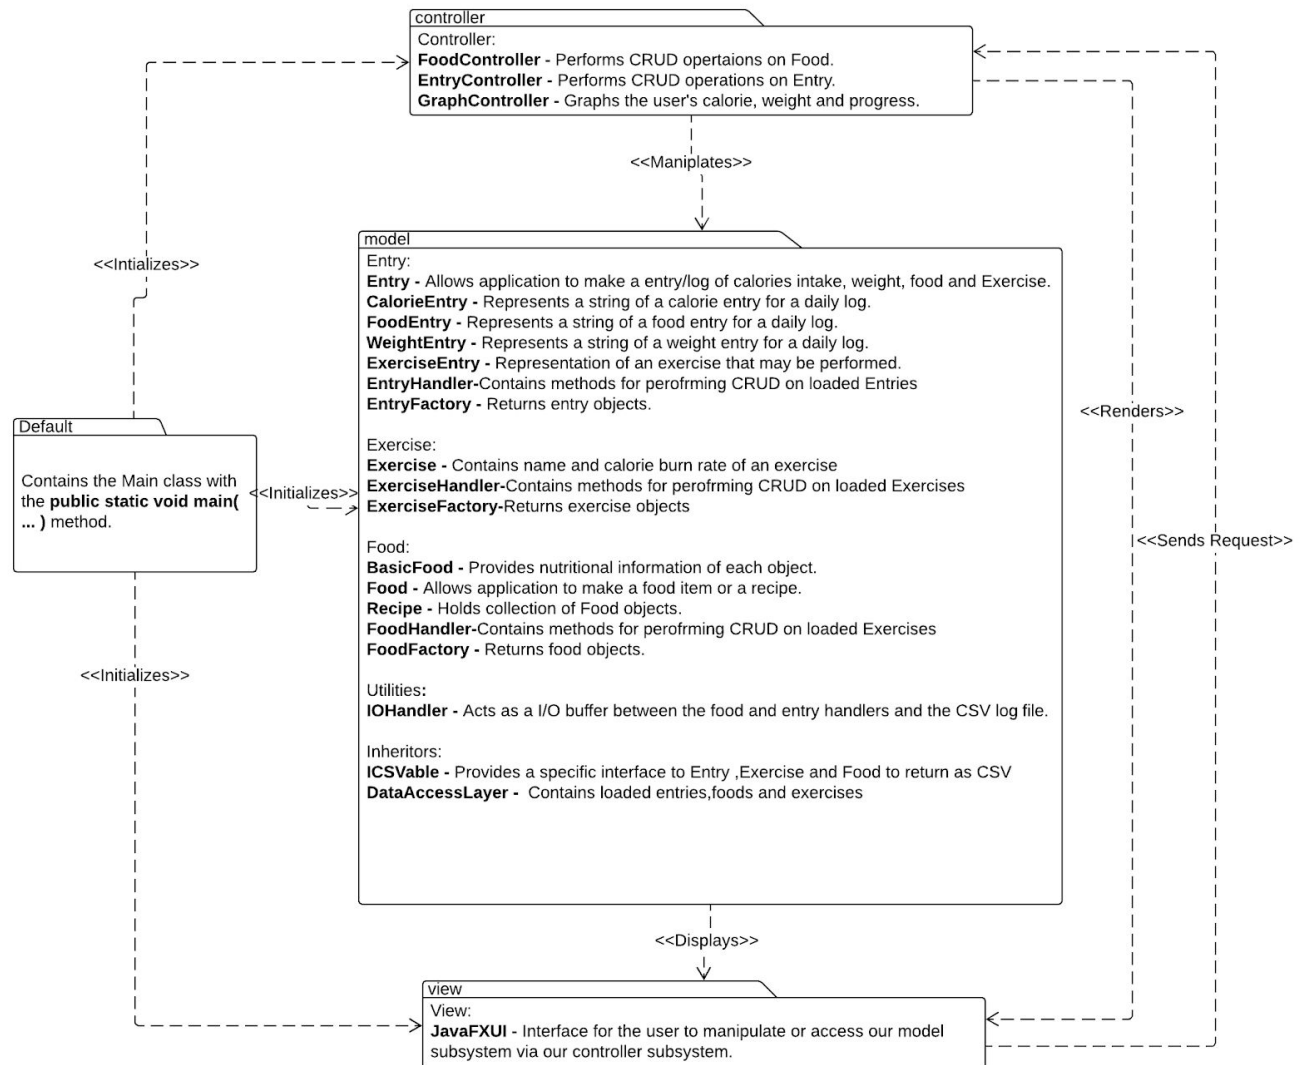 controller
Controller:
FoodController - Performs CRUD opertaions on Food.
EntryController - Performs CRUD operations on Entry.
GraphController - Graphs the user's calorie, weight and progress.
<<Maniplates>>
model
Entry:
Entry - Allows application to make a entry/log of calories intake, weight, food and Exercise.
CalorieEntry - Represents a string of a calorie entry for a daily log.
FoodEntry - Represents a string of a food entry for a daily log.
WeightEntry - Represents a string of a weight entry for a daily log.
ExerciseEntry - Representation of an exercise that may be performed.
EntryHandler-Contains methods for perofrming CRUD on loaded Entries
EntryFactory - Returns entry objects.
Exercise:
Exercise - Contains name and calorie burn rate of an exercise
ExerciseHandler-Contains methods for perofrming CRUD on loaded Exercises
ExerciseFactory-Returns exercise objects
Food:
BasicFood - Provides nutritional information of each object.
Food - Allows application to make a food item or a recipe.
Recipe - Holds collection of Food objects.
FoodHandler-Contains methods for perofrming CRUD on loaded Exercises
FoodFactory - Returns food objects.
Utilities:
IOHandler - Acts as a I/O buffer between the food and entry handlers and the CSV log file.
Inheritors:
ICSVable - Provides a specific interface to Entry ,Exercise and Food to return as CSV
DataAccessLayer - Contains loaded entries,foods and exercises
<<Intializes>>
Default
Contains the Main class with
the public static void main(
... ) method.
<<Initializes>>
<<Initializes>>
<<Renders>>
<<Sends Request>>
<<Displays>>
view
View:
JavaFXUI - Interface for the user to manipulate or access our model
subsystem via our controller subsystem.